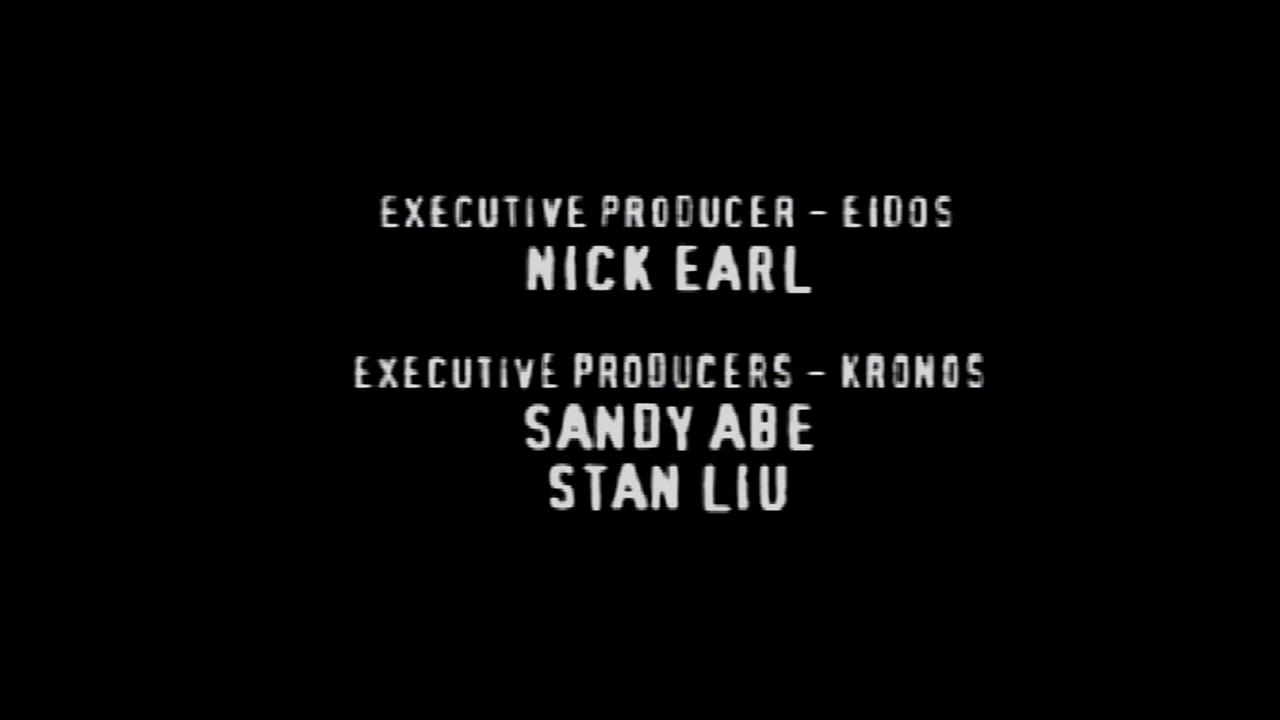 EXECUTIVE PRODUCER - EIDOS
NICK EARL
EXECUTIVE PRODUCERS - KRONOS
SANDY ABE
STAN LIU